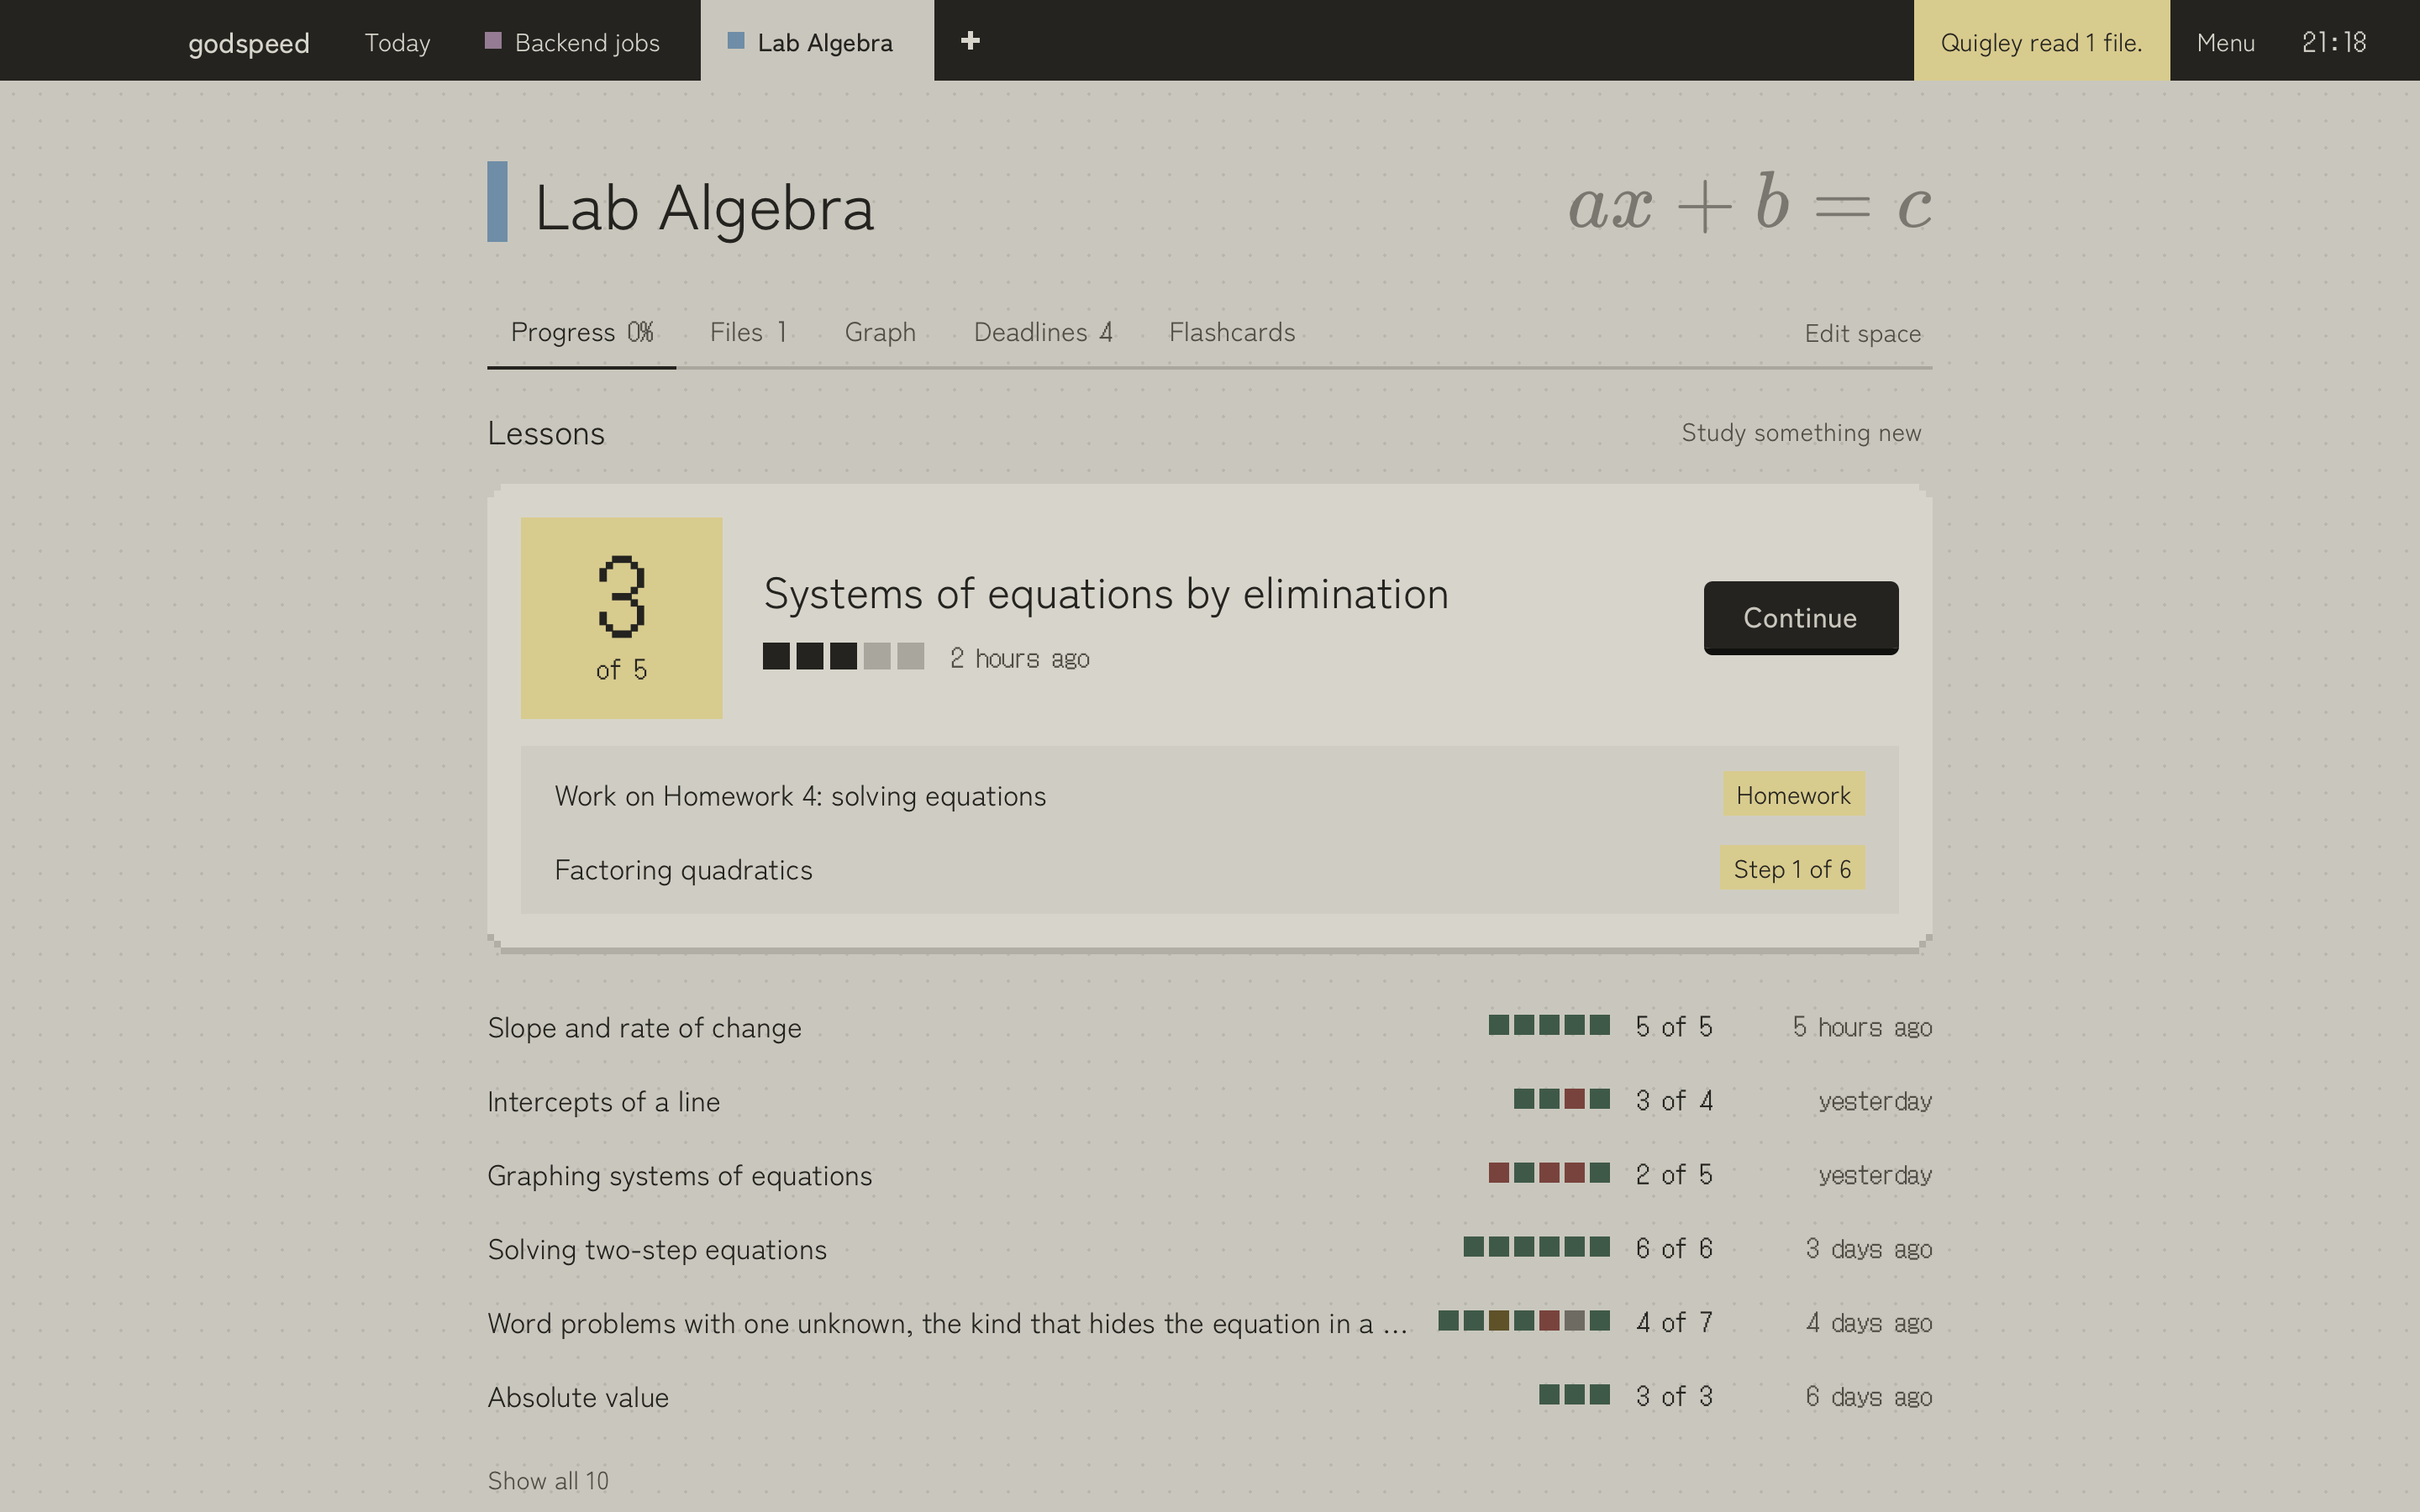 godspeed Today Backend jobs Lab Algebra + Quigley read 1 file. Menu 21:18
Lab Algebra ax + b = c
Progress 0% Files 1 Graph Deadlines 4 Flashcards Edit space
Lessons Study something new
3
of 5
Systems of equations by elimination
2 hours ago
Continue
Work on Homework 4: solving equations Homework
Factoring quadratics Step 1 of 6
Slope and rate of change 5 of 5 5 hours ago
Intercepts of a line 3 of 4 yesterday
Graphing systems of equations 2 of 5 yesterday
Solving two-step equations 6 of 6 3 days ago
Word problems with one unknown, the kind that hides the equation in a ... 4 of 7 4 days ago
Absolute value 3 of 3 6 days ago
Show all 10